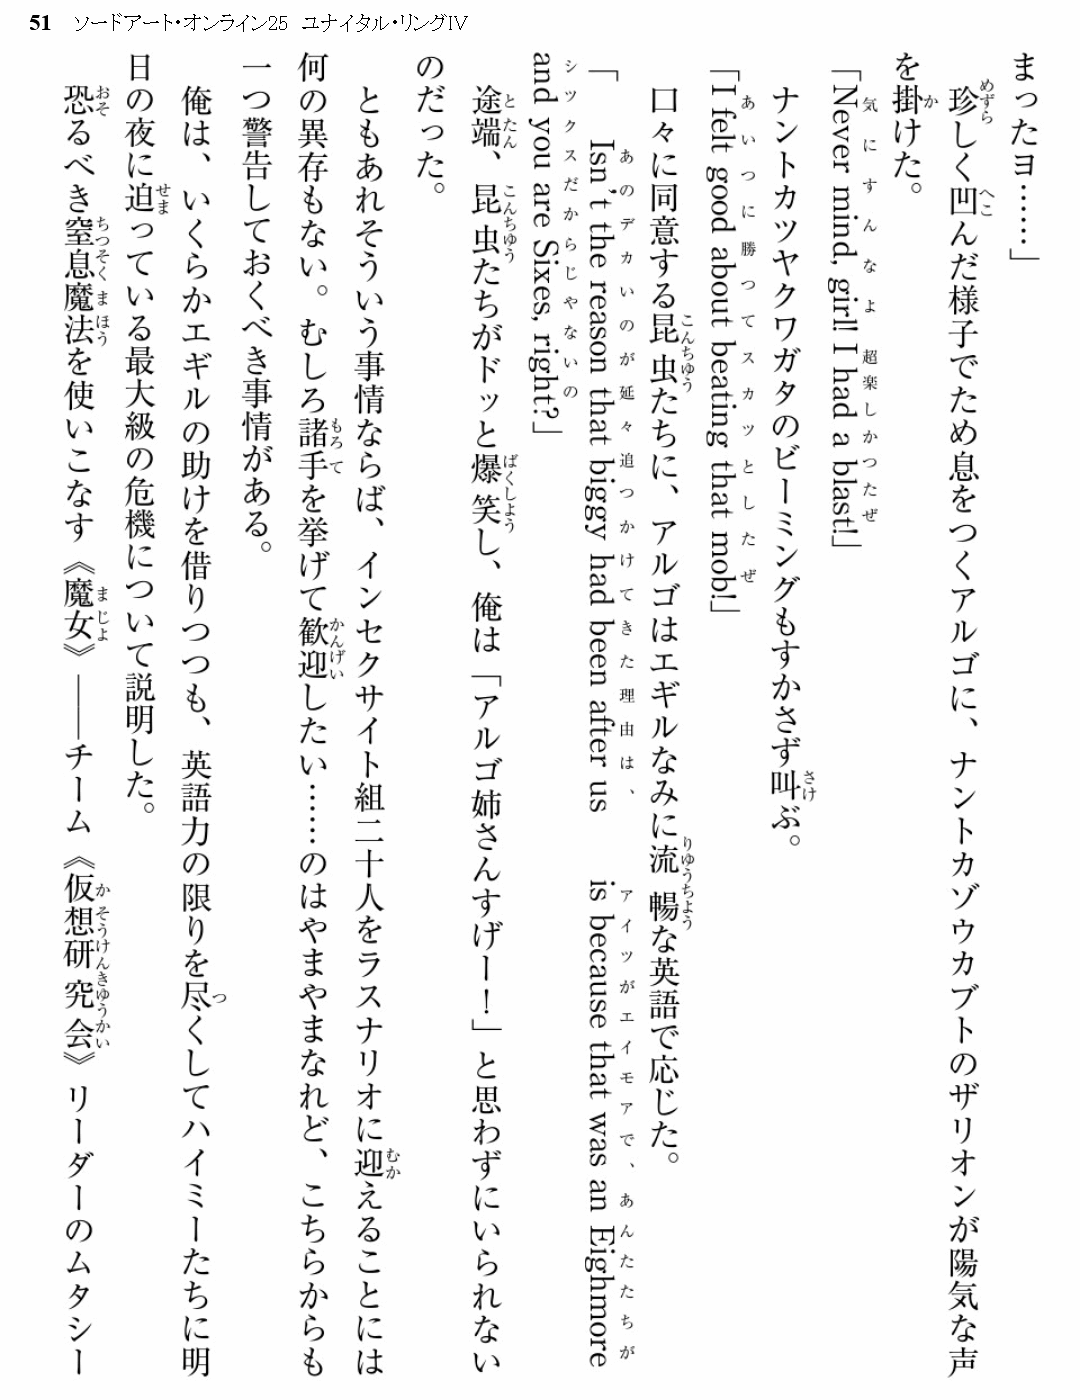 51 ソードアート・オンライン25 ユナイタル・リングⅣ
まったヨ……」
珍しく凹んだ様子でため息をつくアルゴに、ナントカゾウカブトのザリオンが陽気な声
を掛けた。
「Never mind, girl! I had a blast!」
ナントカツヤクワガタのビーミングもすかさず叫ぶ。
「I felt good about beating that mob!」
口々に同意する昆虫たちに、アルゴはエギルなみに流暢な英語で応じた。
「Isn't the reason that biggy had been after us is because that was an Eighmore
and you are Sixes, right?」
途端、昆虫たちがドッと爆笑し、俺は「アルゴ姉さんすげー！」と思わずにいられない
のだった。
ともあれそういう事情ならば、インセクサイト組二十人をラスナリオに迎えることには
何の異存もない。むしろ諸手を挙げて歓迎したい……のはやまやまなれど、こちらからも
一つ警告しておくべき事情がある。
俺は、いくらかエギルの助けを借りつつも、英語力の限りを尽くしてハイミーたちに明
日の夜に迫っている最大級の危機について説明した。
恐るべき窒息魔法を使いこなす《魔女》――チーム《仮想研究会》リーダーのムタシー